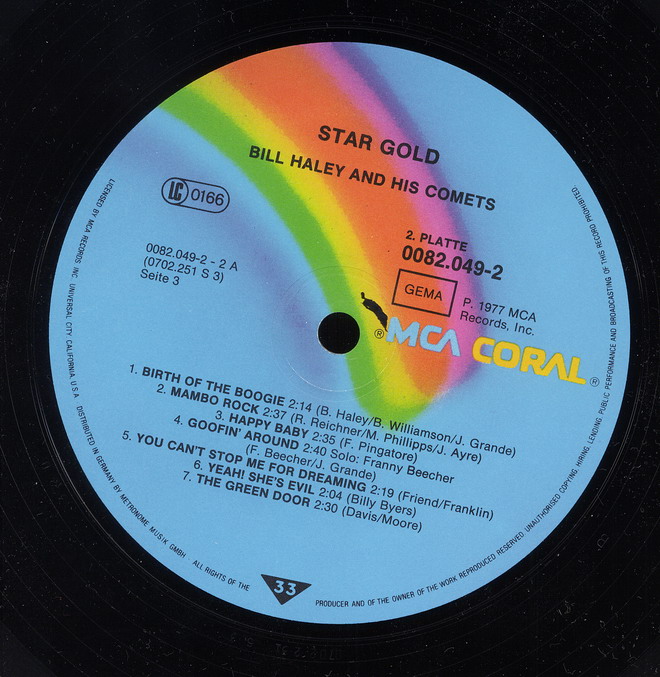 STAR GOLD
BILL HALEY AND HIS COMETS
LC 0166
2. PLATTE
0082.049-2
0082.049-2 - 2 A
(0702.251 S 3)
Seite 3
GEMA
P. 1977 MCA
Records, Inc.
® MCA CORAL ®
1. BIRTH OF THE BOOGIE 2:14 (B. Haley/B. Williamson/J. Grande)
2. MAMBO ROCK 2:37 (R. Reichner/M. Phillipps/J. Ayre)
3. HAPPY BABY 2:35 (F. Pingatore)
4. GOOFIN' AROUND 2:40 Solo: Franny Beecher
(F. Beecher/J. Grande)
5. YOU CAN'T STOP ME FOR DREAMING 2:19 (Friend/Franklin)
6. YEAH! SHE'S EVIL 2:04 (Billy Byers)
7. THE GREEN DOOR 2:30 (Davis/Moore)
33
LICENSED BY MCA RECORDS INC. UNIVERSAL CITY CALIFORNIA U.S.A. DISTRIBUTED IN GERMANY BY METRONOME MUSIK GMBH ALL RIGHTS OF THE PRODUCER AND OF THE OWNER OF THE WORK REPRODUCED RESERVED. UNAUTHORISED COPYING, HIRING, LENDING, PUBLIC PERFORMANCE AND BROADCASTING OF THIS RECORD PROHIBITED.